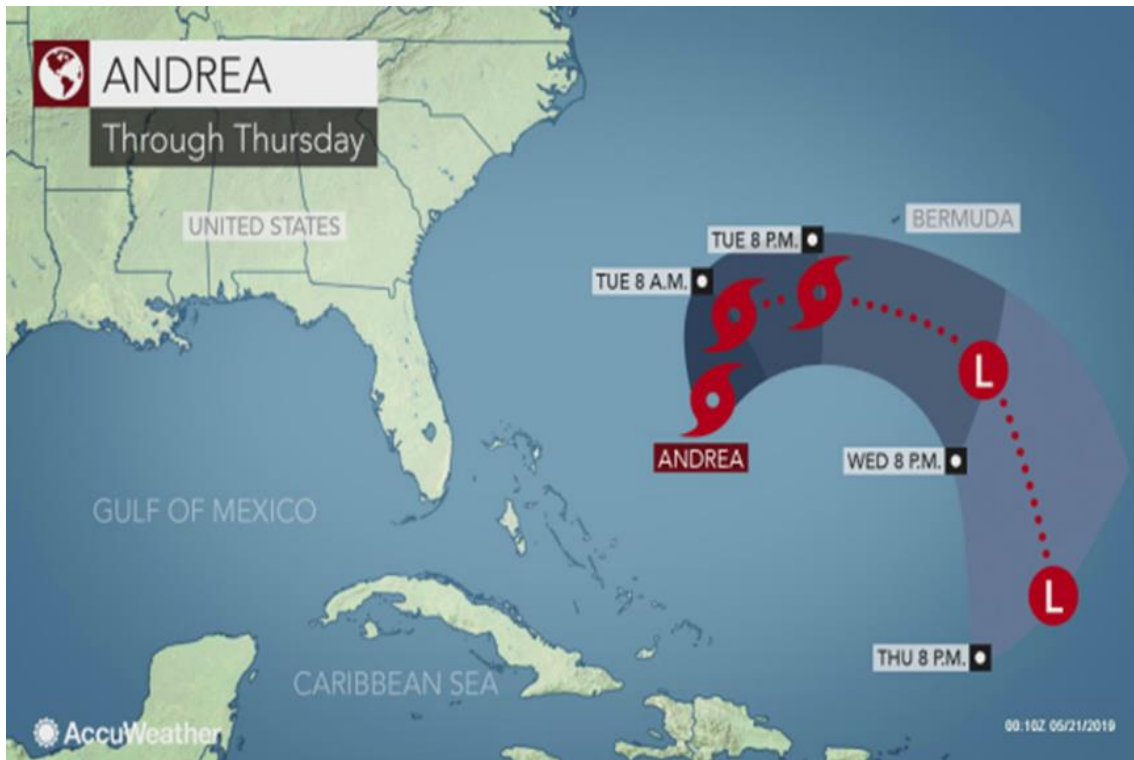 ANDREA
Through Thursday
UNITED STATES
BERMUDA
TUE 8 P.M.
TUE 8 A.M.
ANDREA
WED 8 P.M.
L
GULF OF MEXICO
L
THU 8 P.M.
CARIBBEAN SEA
AccuWeather
00:10Z 05/21/2019